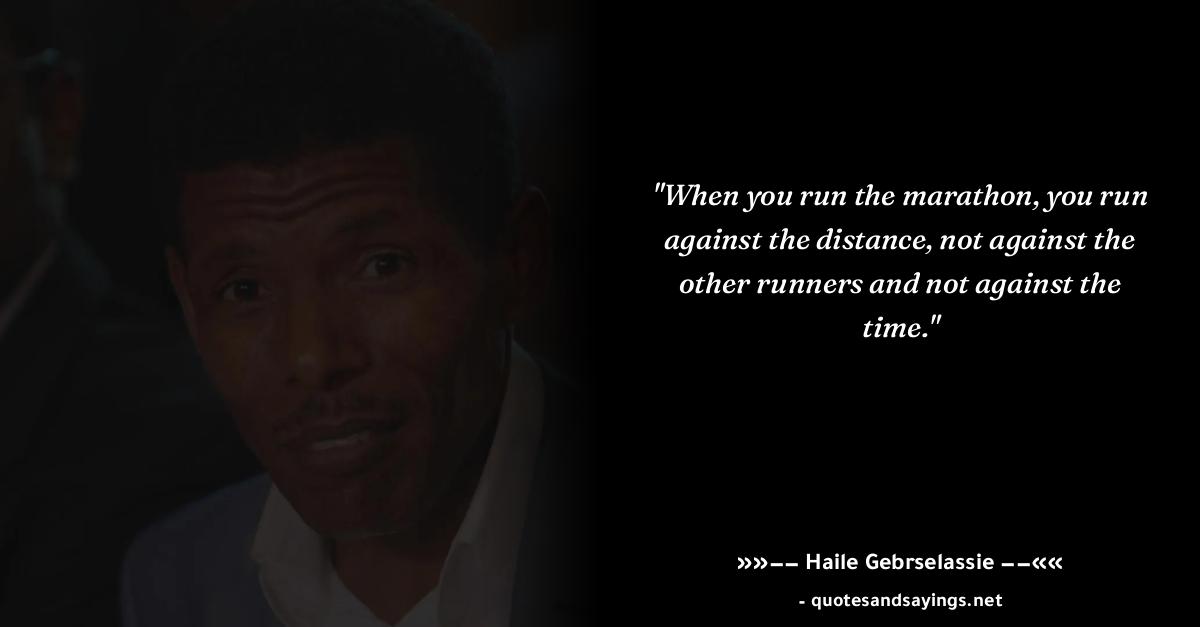 "When you run the marathon, you run
against the distance, not against the
other runners and not against the
time."
»»−− Haile Gebrselassie −−««
- quotesandsayings.net